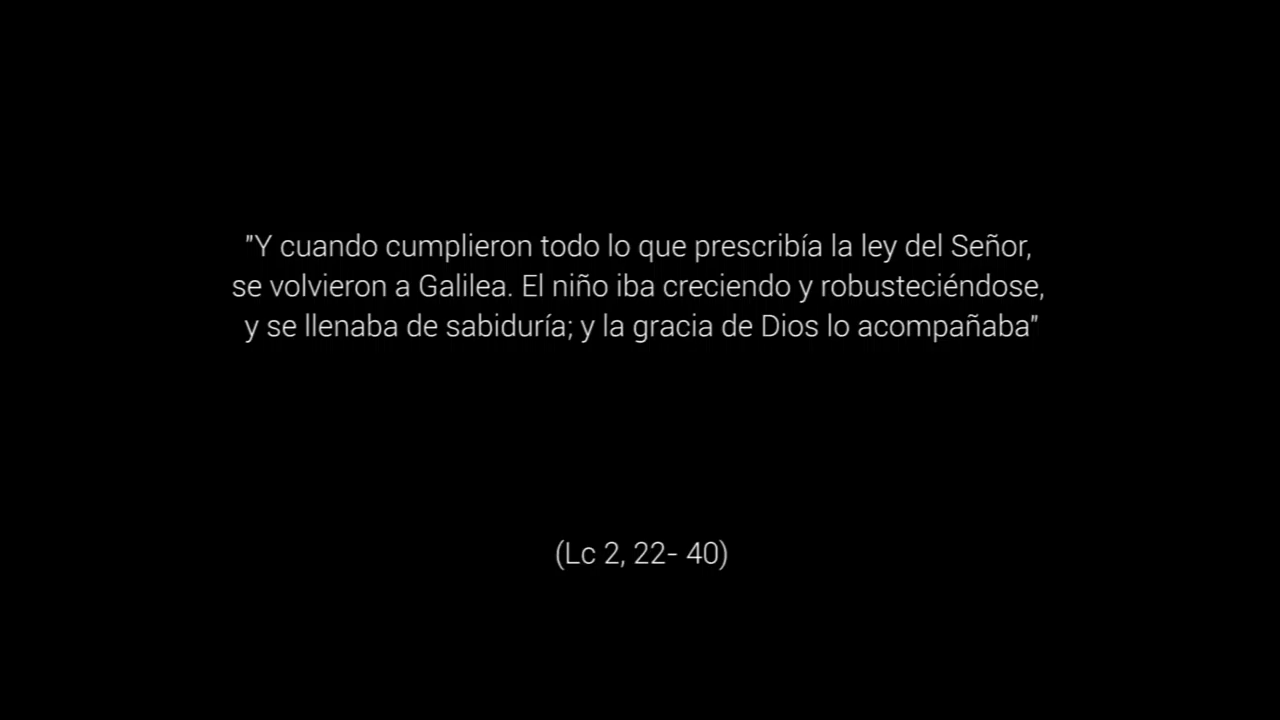 "Y cuando cumplieron todo lo que prescribía la ley del Señor,
se volvieron a Galilea. El niño iba creciendo y robusteciéndose,
y se llenaba de sabiduría; y la gracia de Dios lo acompañaba"
(Lc 2, 22- 40)